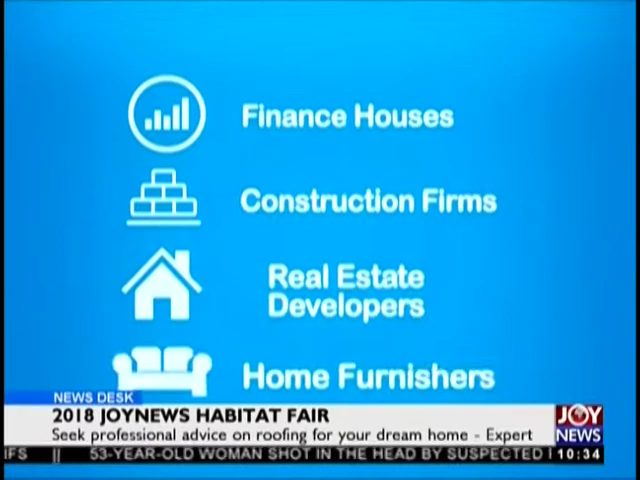 Finance Houses
Construction Firms
Real Estate
Developers
Home Furnishers
NEWS DESK
2018 JOYNEWS HABITAT FAIR
Seek professional advice on roofing for your dream home - Expert
JOY
NEWS
IFS || 53-YEAR-OLD WOMAN SHOT IN THE HEAD BY SUSPECTED
10:34